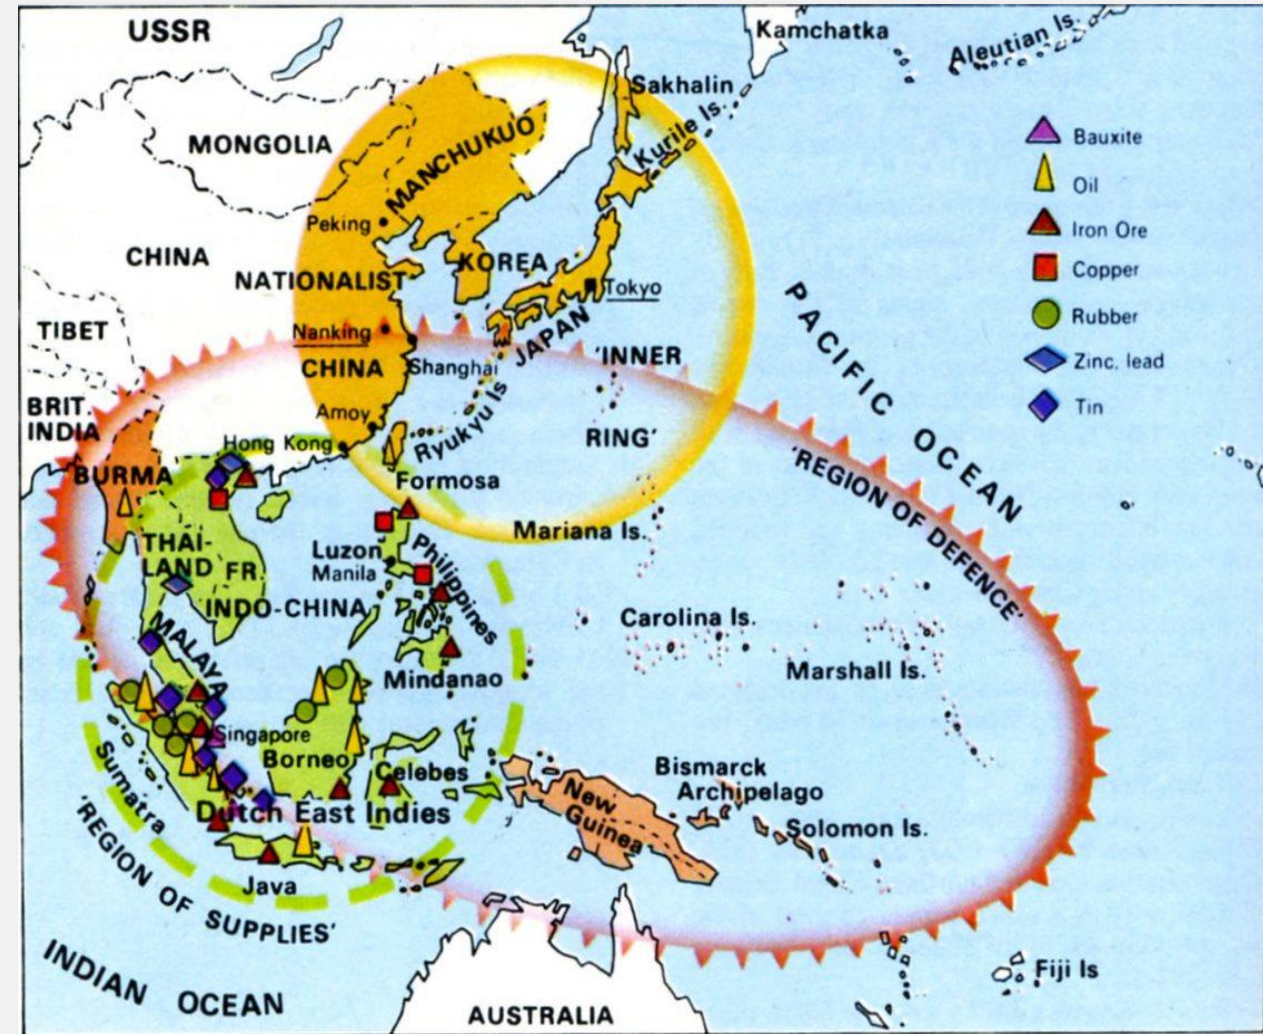 USSR
Kamchatka
Aleutian Is.
Sakhalin
Kurile Is.
MONGOLIA
MANCHUKUO
Bauxite
Oil
Iron Ore
Copper
Rubber
Zinc, lead
Tin
Peking
CHINA
KOREA
NATIONALIST
Tokyo
TIBET
Nanking
JAPAN
'INNER
CHINA
Shanghai
PACIFIC OCEAN
BRIT.
INDIA
Amoy
Ryukyu Is
RING'
Hong Kong
BURMA
Formosa
'REGION OF DEFENCE'
Mariana Is.
THAI-
LAND
FR.
INDO-CHINA
Luzon
Manila
Philippines
Carolina Is.
MALAYA
Marshall Is.
Mindanao
Singapore
Borneo
Celebes
Sumatra
Bismarck
Archipelago
New
Guinea
Dutch East Indies
Solomon Is.
Java
'REGION OF SUPPLIES'
INDIAN OCEAN
Fiji Is
AUSTRALIA